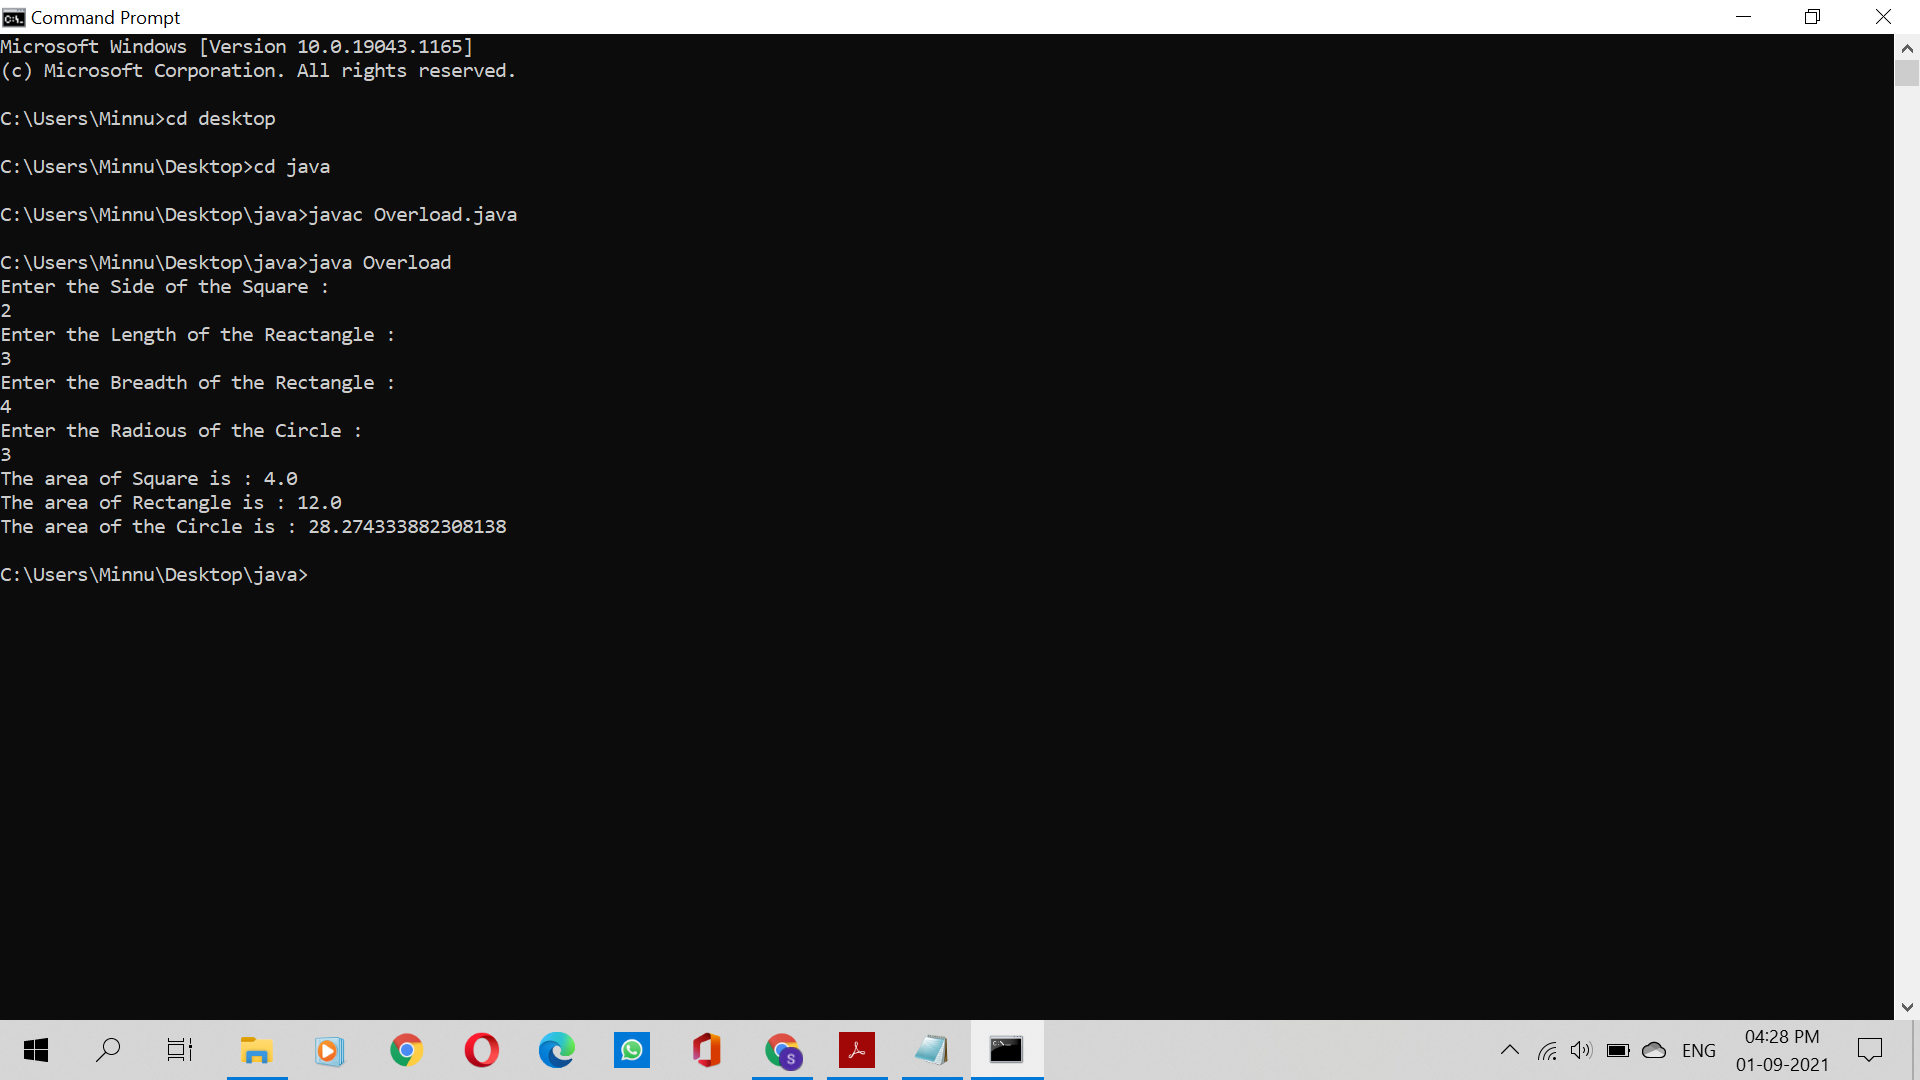 Command Prompt
Microsoft Windows [Version 10.0.19043.1165]
(c) Microsoft Corporation. All rights reserved.
C:\Users\Minnu>cd desktop
C:\Users\Minnu\Desktop>cd java
C:\Users\Minnu\Desktop\java>javac Overload.java
C:\Users\Minnu\Desktop\java>java Overload
Enter the Side of the Square :
2
Enter the Length of the Reactangle :
3
Enter the Breadth of the Rectangle :
4
Enter the Radious of the Circle :
3
The area of Square is : 4.0
The area of Rectangle is : 12.0
The area of the Circle is : 28.274333882308138
C:\Users\Minnu\Desktop\java>
S
ENG
04:28 PM
01-09-2021